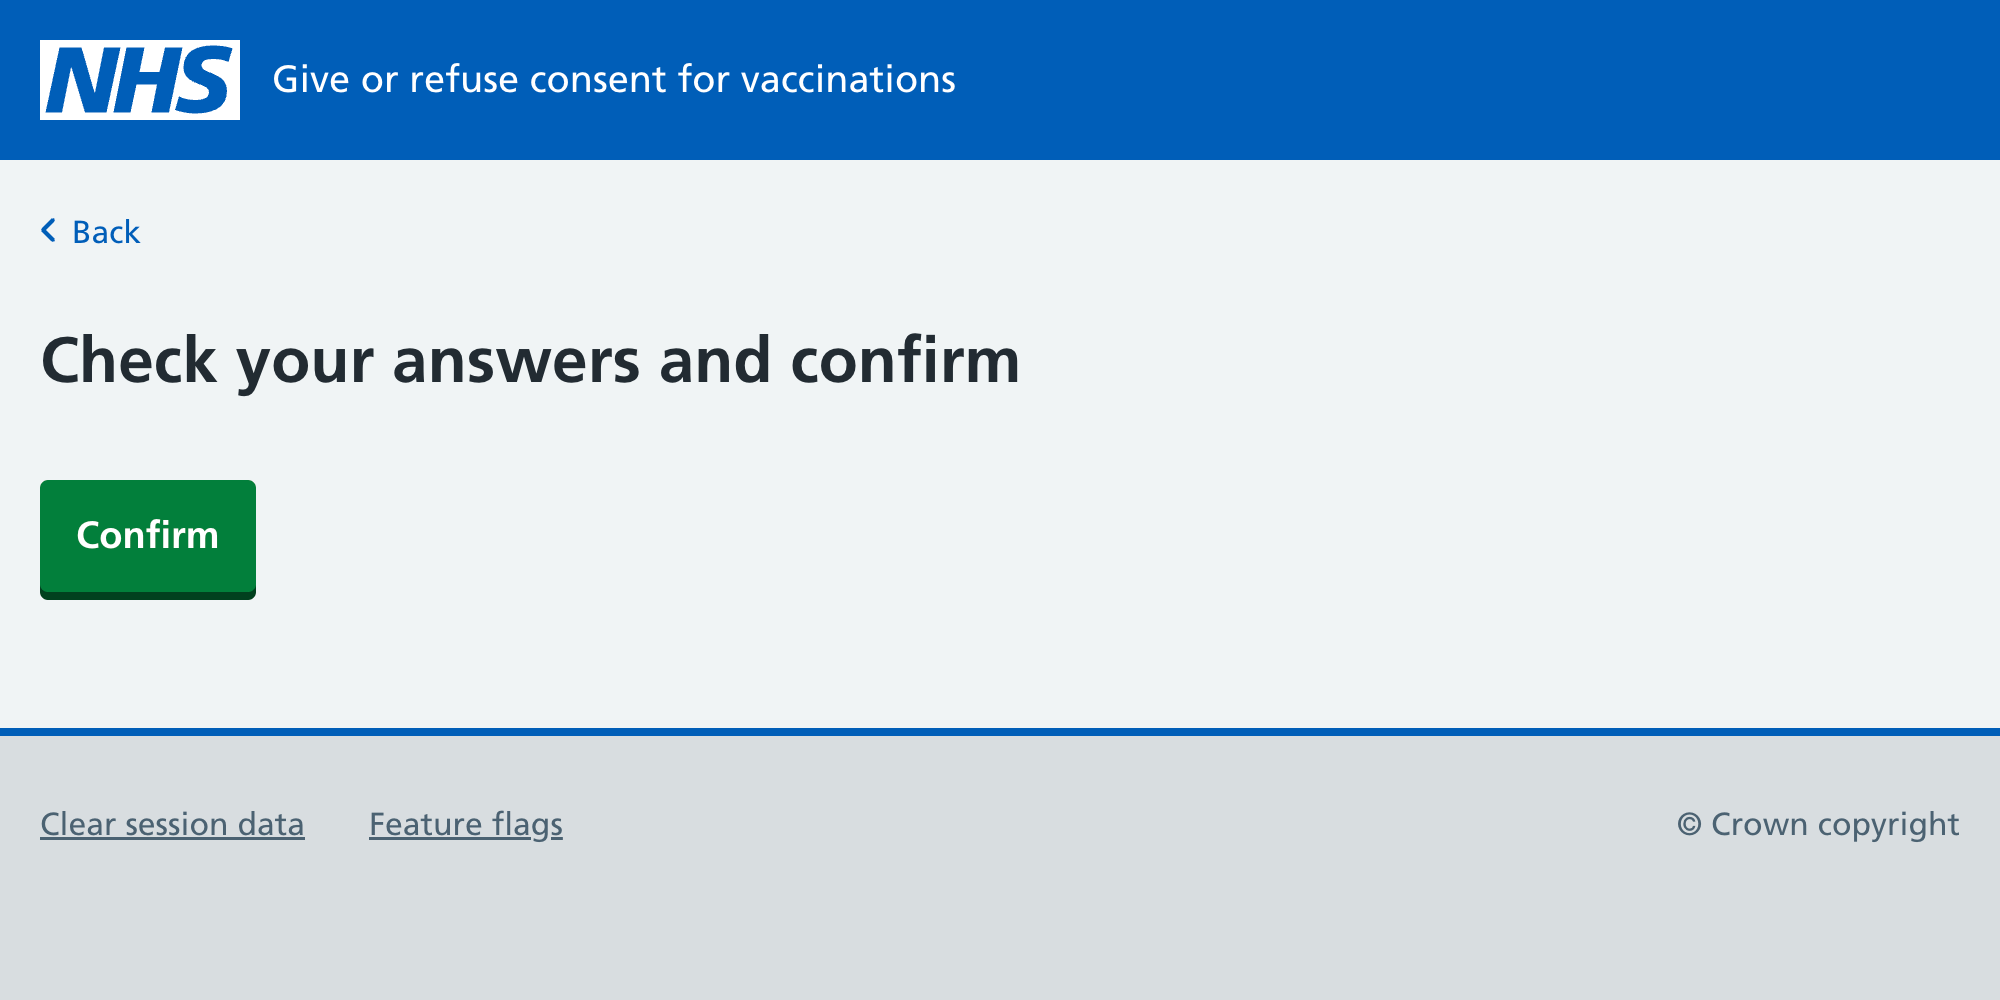 NHS Give or refuse consent for vaccinations
Back
Check your answers and confirm
Confirm
Clear session data Feature flags © Crown copyright